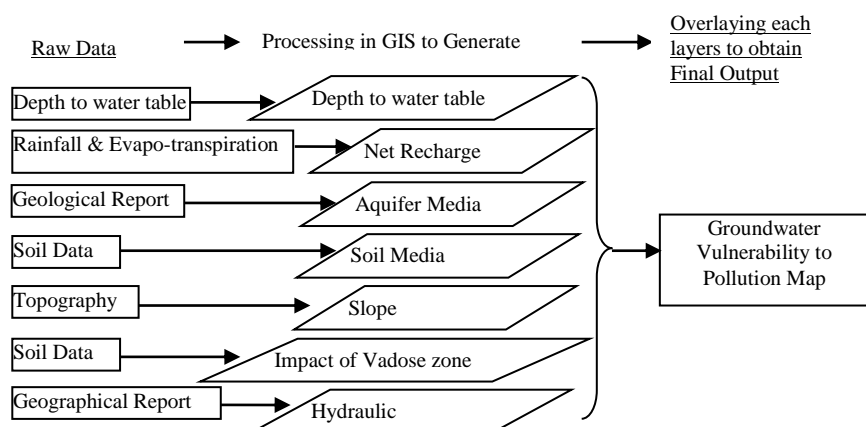 Raw Data
Processing in GIS to Generate
Overlaying each
layers to obtain
Final Output
Depth to water table
Depth to water table
Rainfall & Evapo-transpiration
Net Recharge
Geological Report
Aquifer Media
Soil Data
Soil Media
Topography
Slope
Soil Data
Impact of Vadose zone
Geographical Report
Hydraulic
Groundwater
Vulnerability to
Pollution Map